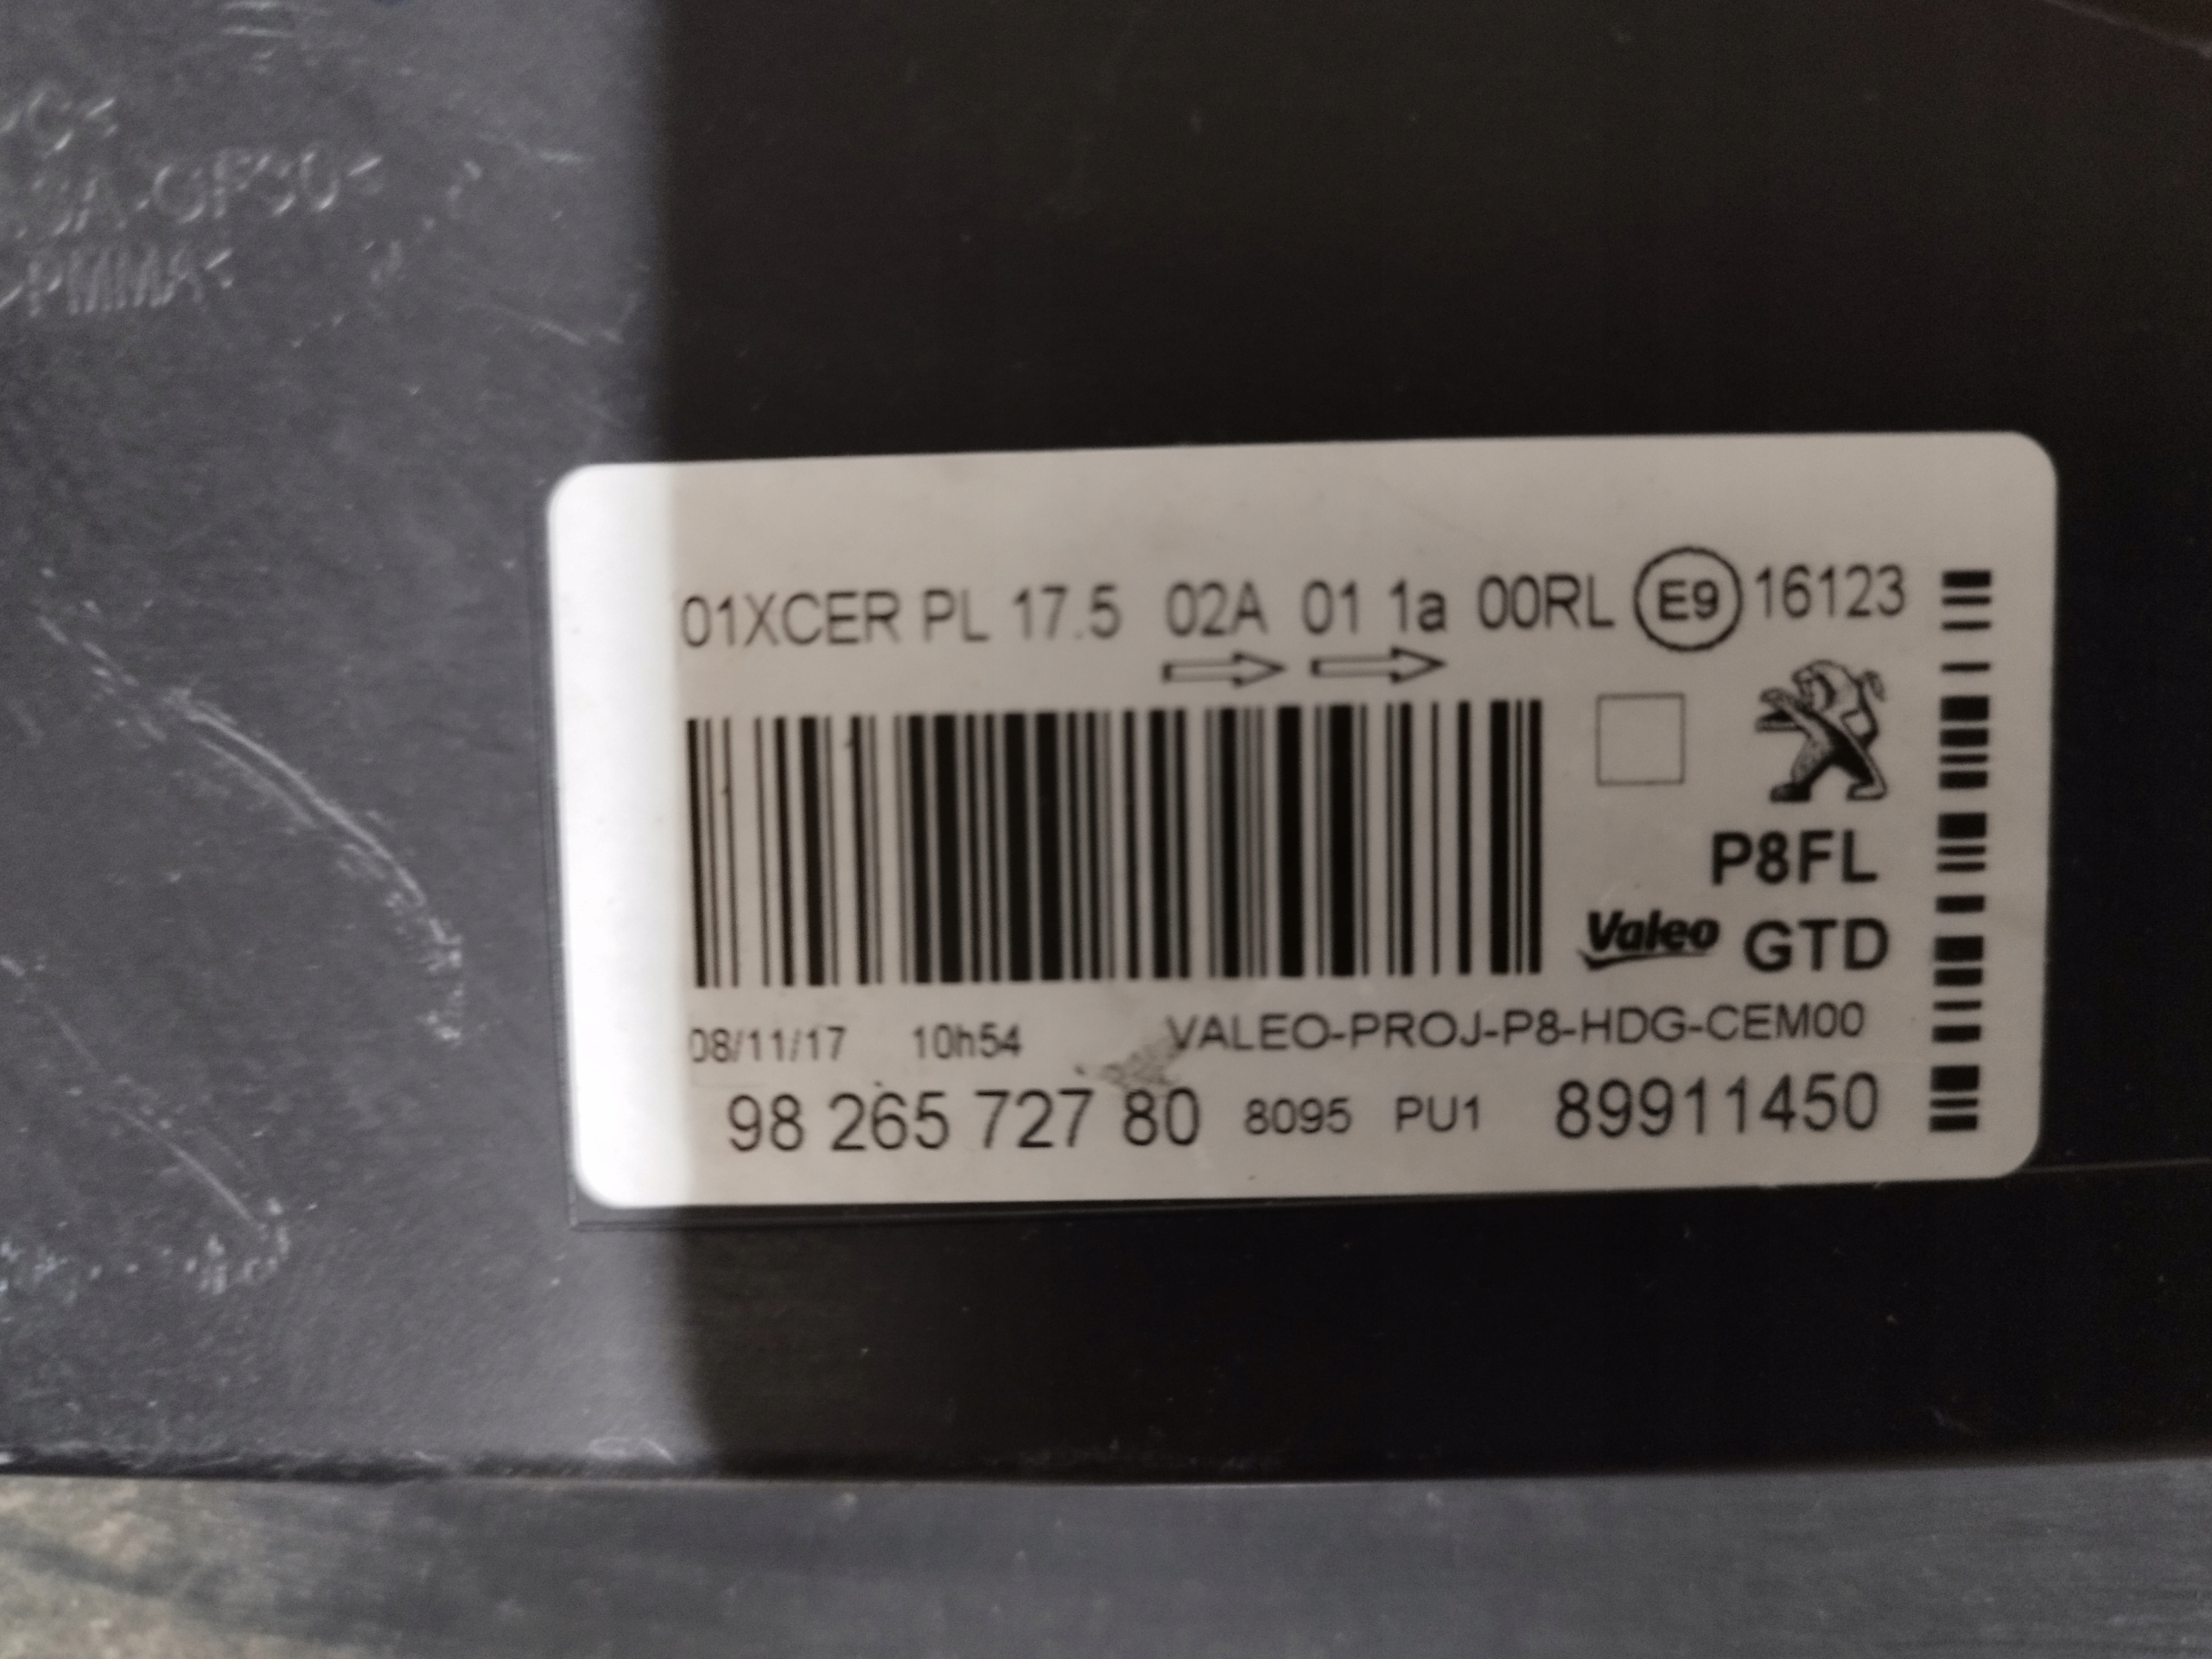 PMMA<
01XCER PL 17.5 02A 01 1a 00RL E9 16123
P8FL
Valeo GTD
08/11/17 10h54 VALEO-PROJ-P8-HDG-CEM00
98 265 727 80 8095 PU1 89911450